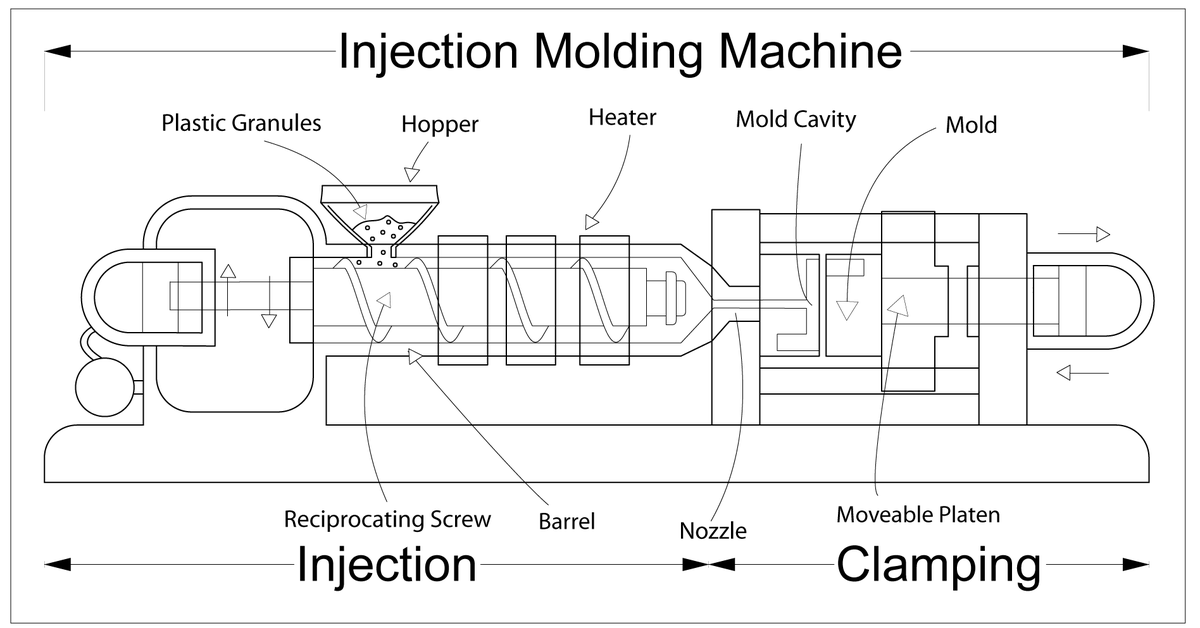 Injection Molding Machine
Plastic Granules
Hopper
Heater
Mold Cavity
Mold
Reciprocating Screw
Barrel
Nozzle
Moveable Platen
Injection
Clamping